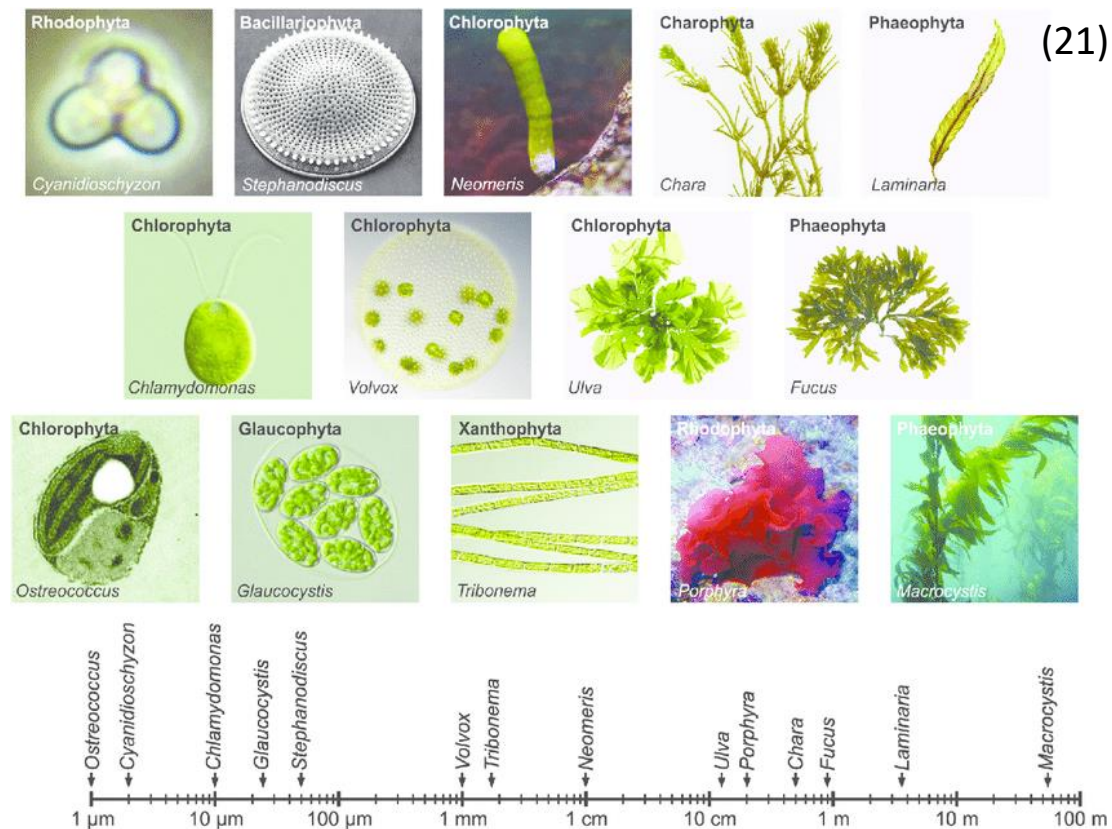 Rhodophyta
Cyanidioschyzon
Bacillariophyta
Stephanodiscus
Chlorophyta
Neomeris
Charophyta
Chara
Phaeophyta
Laminaria
(21)
Chlorophyta
Chlamydomonas
Chlorophyta
Volvox
Chlorophyta
Ulva
Phaeophyta
Fucus
Chlorophyta
Ostreococcus
Glaucophyta
Glaucocystis
Xanthophyta
Tribonema
Rhodophyta
Porphyra
Phaeophyta
Macrocystis
Ostreococcus
Cyanidioschyzon
Chlamydomonas
Glaucocystis
Stephanodiscus
Volvox
Tribonema
Neomeris
Ulva
Porphyra
Chara
Fucus
Laminaria
Macrocystis
1 µm 10 µm 100 µm 1 mm 1 cm 10 cm 1 m 10 m 100 m